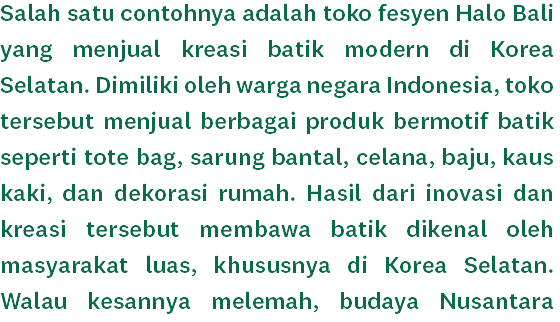 Salah satu contohnya adalah toko fesyen Halo Bali
yang menjual kreasi batik modern di Korea
Selatan. Dimiliki oleh warga negara Indonesia, toko
tersebut menjual berbagai produk bermotif batik
seperti tote bag, sarung bantal, celana, baju, kaus
kaki, dan dekorasi rumah. Hasil dari inovasi dan
kreasi tersebut membawa batik dikenal oleh
masyarakat luas, khususnya di Korea Selatan.
Walau kesannya melemah, budaya Nusantara